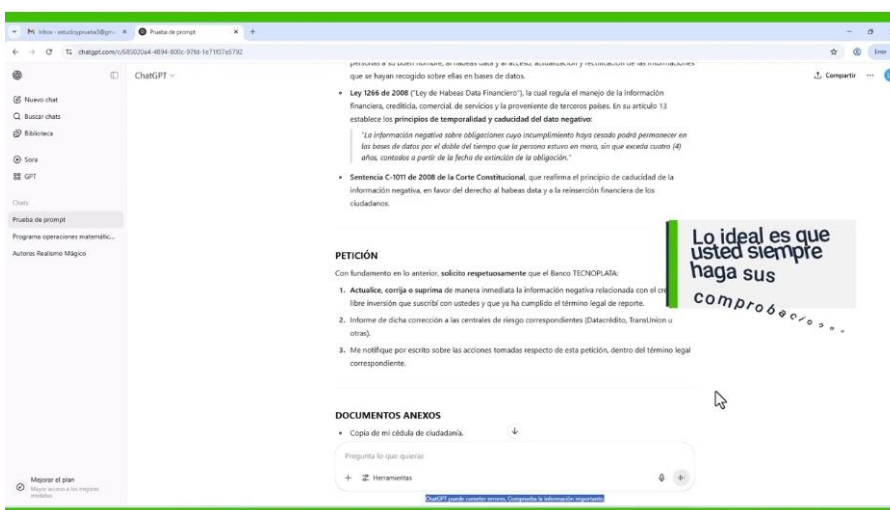 Inbox - estudioyprueba3@gm
Prueba de prompt
chatgpt.com/c/685020a4-4894-800c-97fd-1e71f07e5792
Error
ChatGPT
Compartir
Nuevo chat
Buscar chats
Biblioteca
Sora
GPT
Chats
Prueba de prompt
Programa operaciones matemátic...
Autores Realismo Mágico
Mejorar el plan
Mayor acceso a los mejores
modelos
personas a su buen nombre, al habeas data y al acceso, actualización y rectificación de las informaciones
que se hayan recogido sobre ellas en bases de datos.
• Ley 1266 de 2008 ("Ley de Habeas Data Financiero"), la cual regula el manejo de la información
financiera, crediticia, comercial, de servicios y la proveniente de terceros países. En su artículo 13
establece los principios de temporalidad y caducidad del dato negativo:
"La información negativa sobre obligaciones cuyo incumplimiento haya cesado podrá permanecer en
las bases de datos por el doble del tiempo que la persona estuvo en mora, sin que exceda cuatro (4)
años, contados a partir de la fecha de extinción de la obligación."
• Sentencia C-1011 de 2008 de la Corte Constitucional, que reafirma el principio de caducidad de la
información negativa, en favor del derecho al habeas data y a la reinserción financiera de los
ciudadanos.
PETICIÓN
Con fundamento en lo anterior, solicito respetuosamente que el Banco TECNOPLATA:
1. Actualice, corrija o suprima de manera inmediata la información negativa relacionada con el
libre inversión que suscribí con ustedes y que ya ha cumplido el término legal de reporte.
2. Informe de dicha corrección a las centrales de riesgo correspondientes (Datacrédito, TransUnion u
otras).
3. Me notifique por escrito sobre las acciones tomadas respecto de esta petición, dentro del término legal
correspondiente.
DOCUMENTOS ANEXOS
• Copia de mi cédula de ciudadanía.
Pregunta lo que quieras
Herramientas
ChatGPT puede cometer errores. Comprueba la información importante.
Lo ideal es que
usted siempre
haga sus
comprobacio